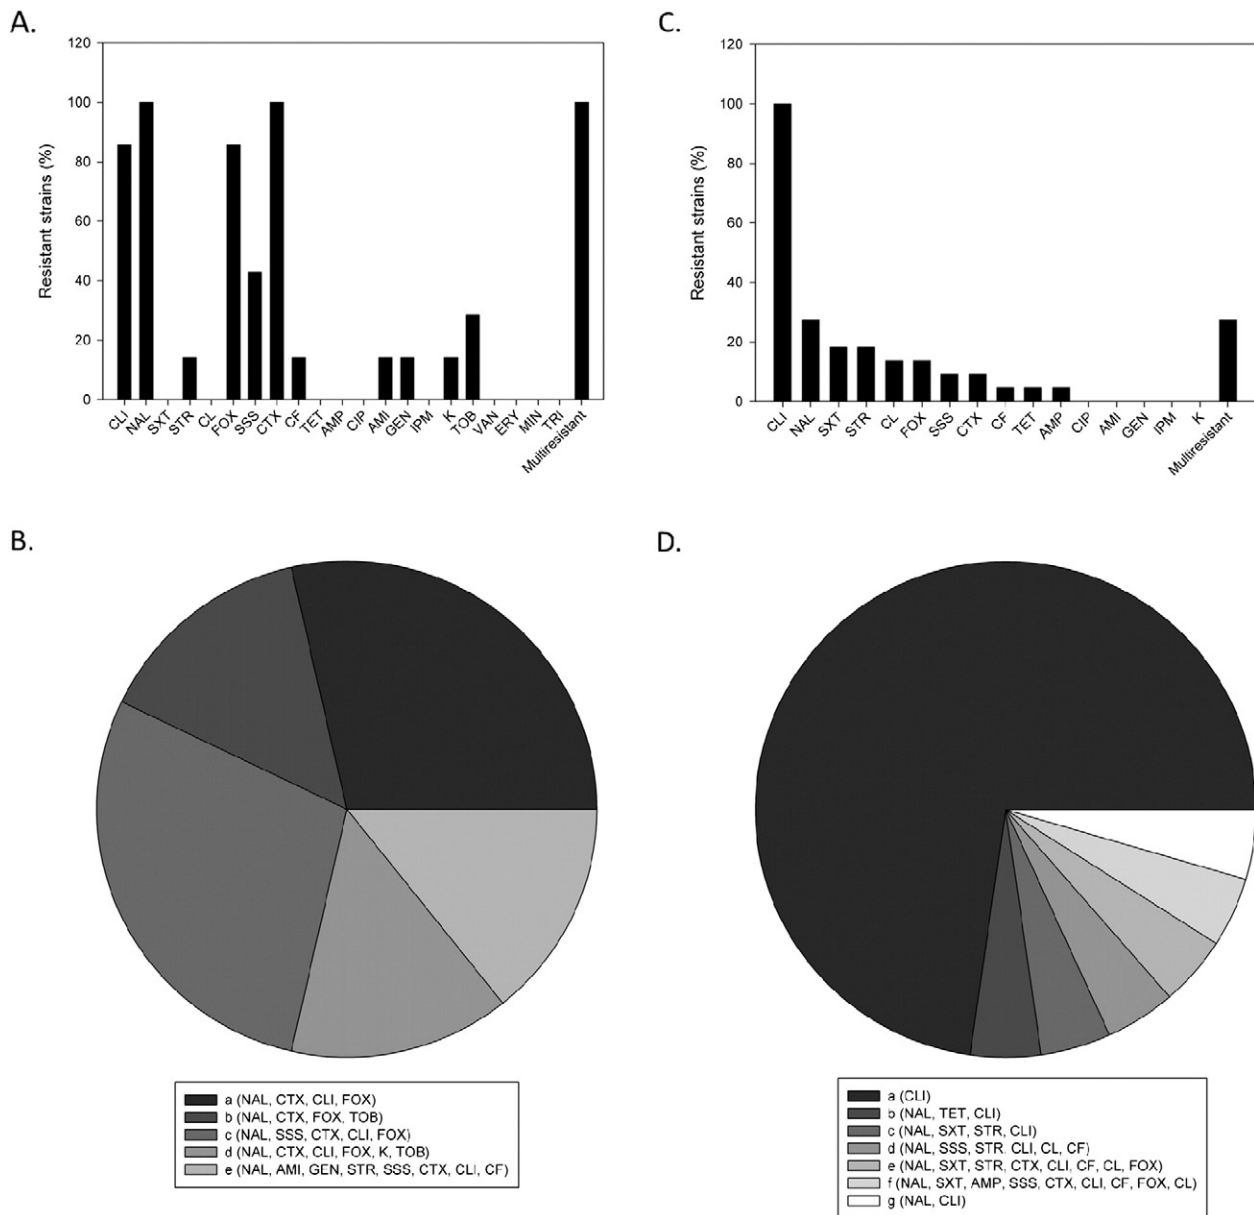 A.
120
100
80
60
40
20
0
Resistant strains (%)
CLI
NAL
SXT
STR
CL
FOX
SSS
CTX
CF
TET
AMP
CIP
AMI
GEN
IPM
K
TOB
VAN
ERY
MIN
TRI
Multiresistant
C.
120
100
80
60
40
20
0
Resistant strains (%)
CLI
NAL
SXT
STR
CL
FOX
SSS
CTX
CF
TET
AMP
CIP
AMI
GEN
IPM
K
Multiresistant
B.
a (NAL, CTX, CLI, FOX)
b (NAL, CTX, FOX, TOB)
c (NAL, SSS, CTX, CLI, FOX)
d (NAL, CTX, CLI, FOX, K, TOB)
e (NAL, AMI, GEN, STR, SSS, CTX, CLI, CF)
D.
a (CLI)
b (NAL, TET, CLI)
c (NAL, SXT, STR, CLI)
d (NAL, SSS, STR, CLI, CL, CF)
e (NAL, SXT, STR, CTX, CLI, CF, CL, FOX)
f (NAL, SXT, AMP, SSS, CTX, CLI, CF, FOX, CL)
g (NAL, CLI)